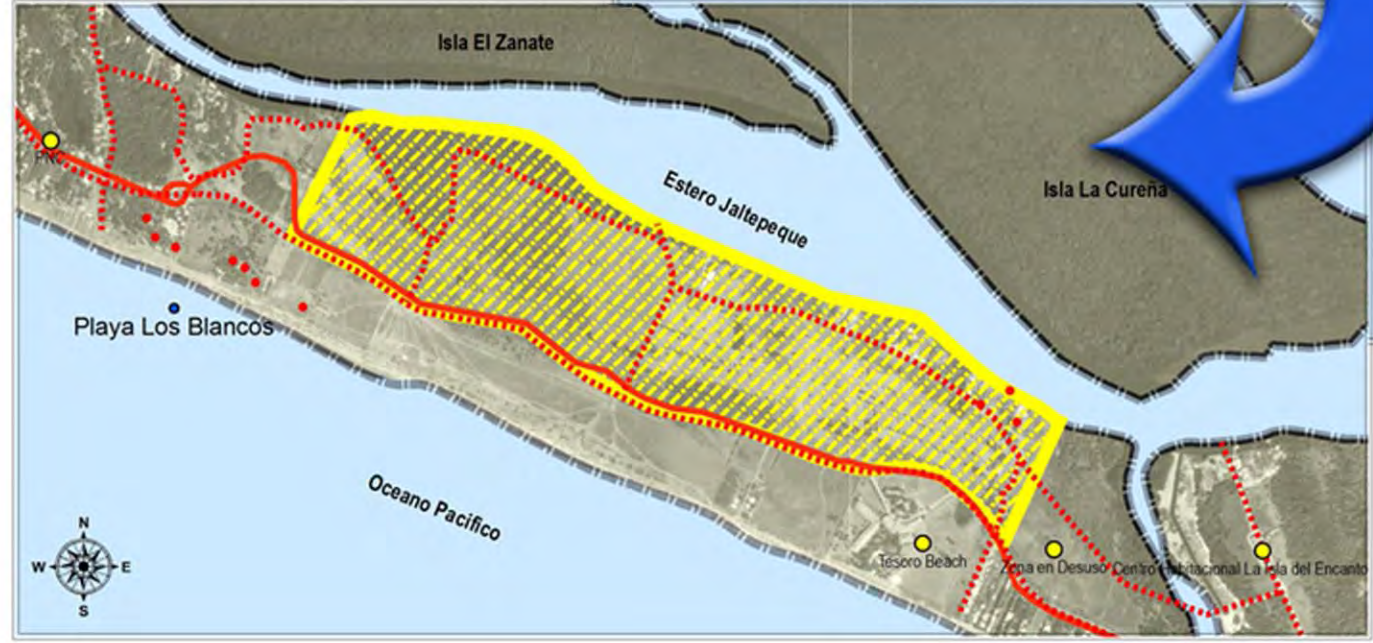 Isla El Zanate
PNC
Estero Jaltepeque
Isla La Cureña
Playa Los Blancos
Oceano Pacifico
N
W
E
S
Tesoro Beach
Zona en Desuso
Centro Habitacional La Isla del Encanto